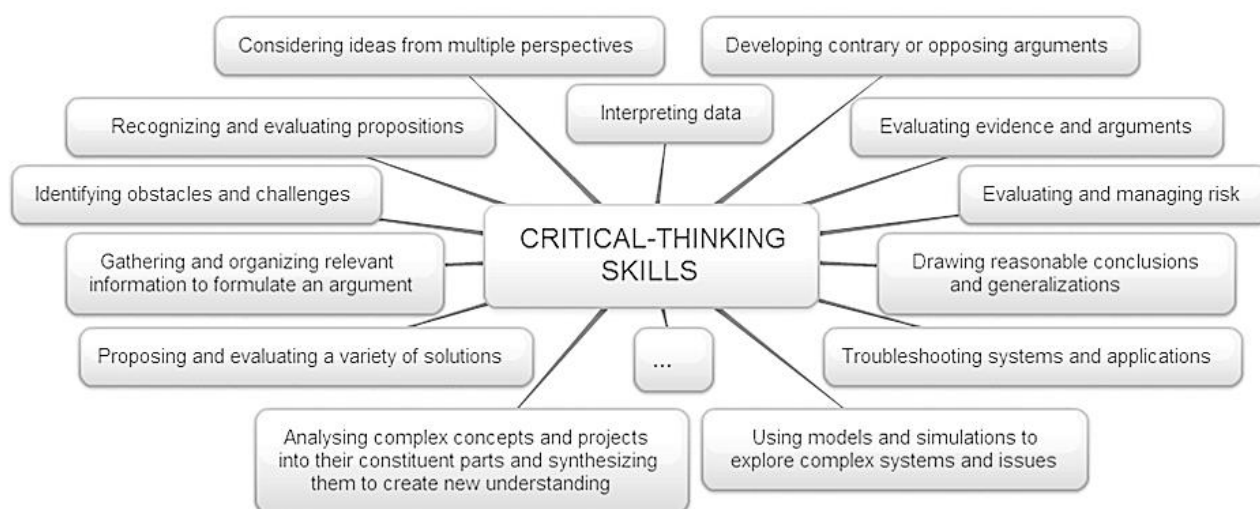 Considering ideas from multiple perspectives
Developing contrary or opposing arguments
Interpreting data
Recognizing and evaluating propositions
Evaluating evidence and arguments
Identifying obstacles and challenges
Evaluating and managing risk
CRITICAL-THINKING
SKILLS
Gathering and organizing relevant
information to formulate an argument
Drawing reasonable conclusions
and generalizations
Proposing and evaluating a variety of solutions
...
Troubleshooting systems and applications
Analysing complex concepts and projects
into their constituent parts and synthesizing
them to create new understanding
Using models and simulations to
explore complex systems and issues